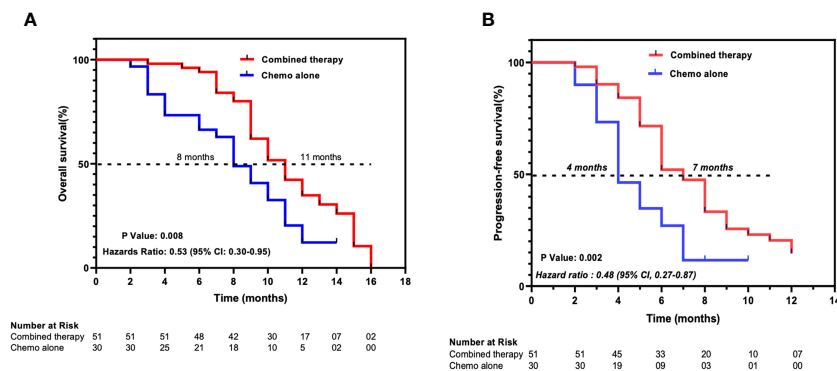 A
Overall survival(%)
100
50
0
Combined therapy
Chemo alone
8 months
11 months
P Value: 0.008
Hazards Ratio: 0.53 (95% CI: 0.30-0.95)
0 2 4 6 8 10 12 14 16 18
Time (months)
Number at Risk
Combined therapy 51 51 51 48 42 30 17 07 02
Chemo alone 30 30 25 21 18 10 5 02 00
B
Progression-free survival(%)
100
50
0
Combined therapy
Chemo alone
4 months
7 months
P Value: 0.002
Hazard ratio : 0.48 (95% CI, 0.27-0.87)
0 2 4 6 8 10 12 14
Time (months)
Number at Risk
Combined therapy 51 51 45 33 20 10 07
Chemo alone 30 30 19 09 03 01 00